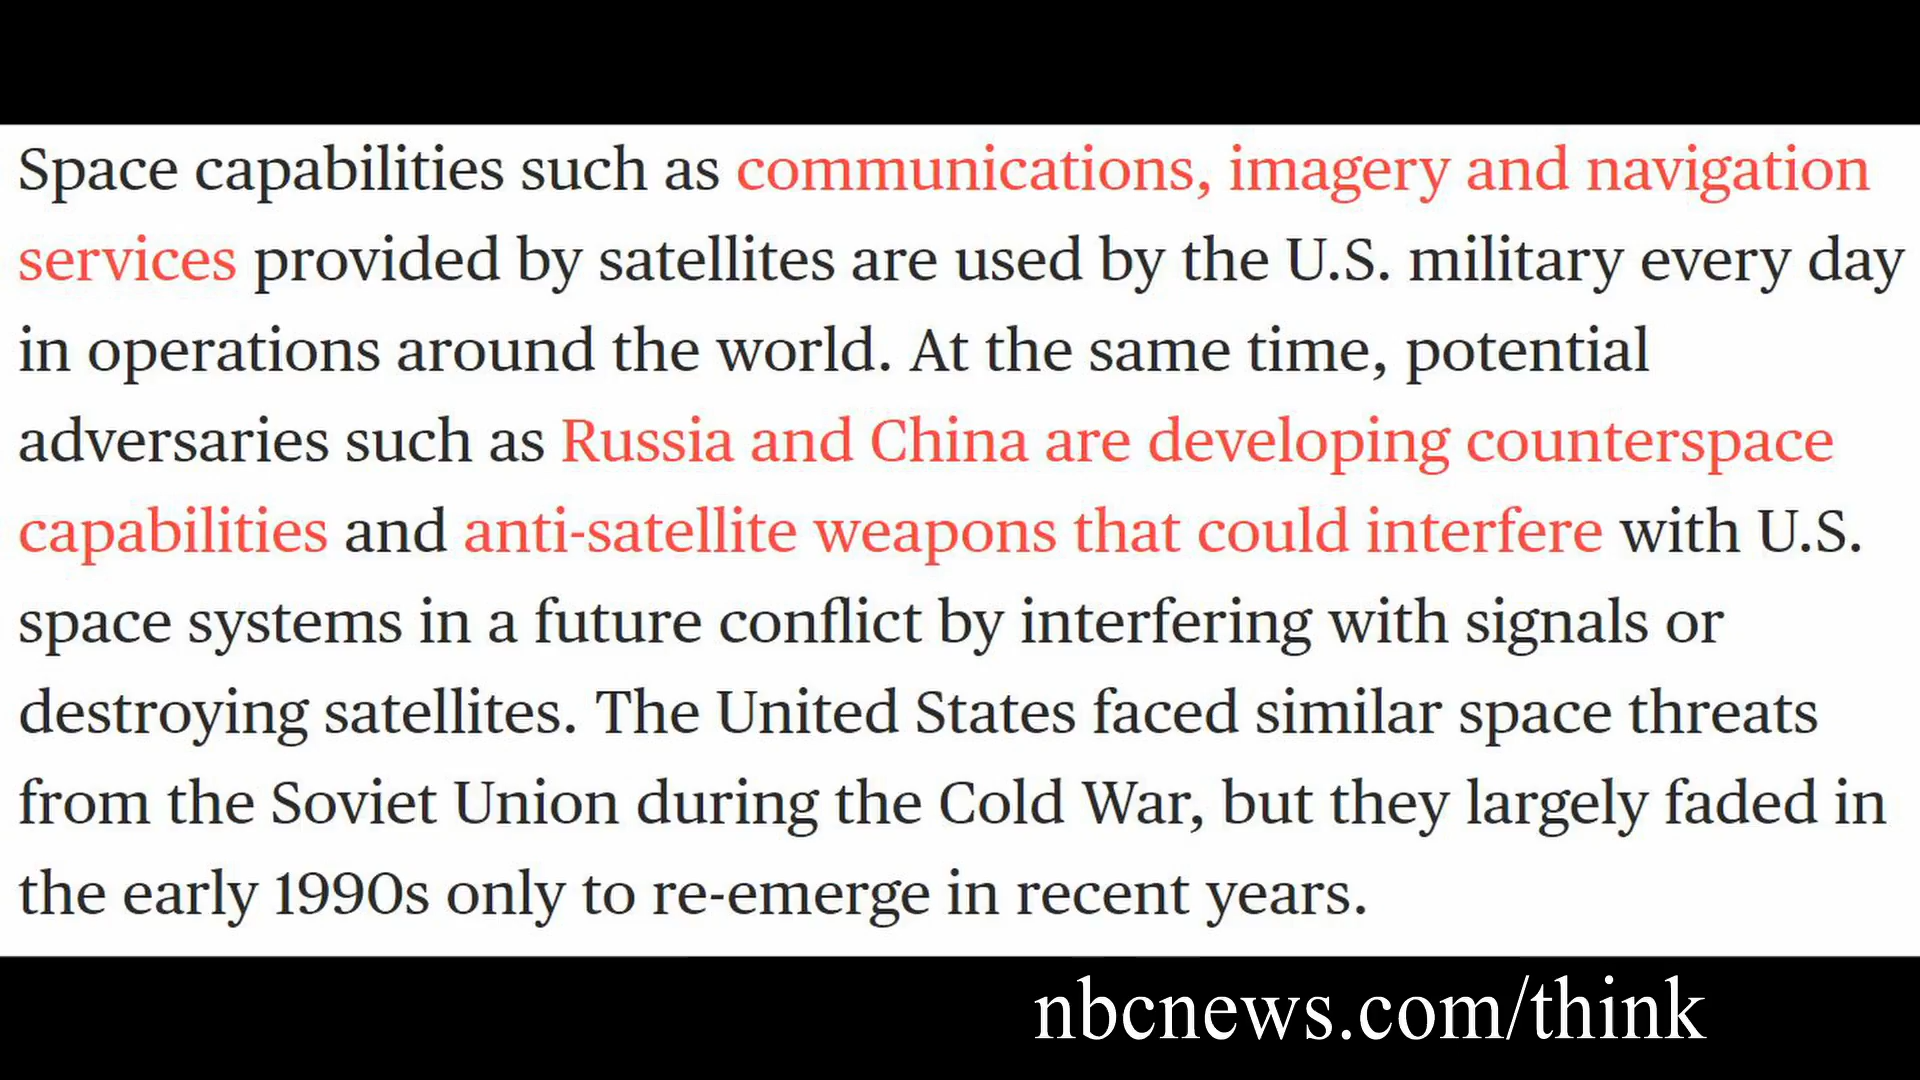 Space capabilities such as communications, imagery and navigation
services provided by satellites are used by the U.S. military every day
in operations around the world. At the same time, potential
adversaries such as Russia and China are developing counterspace
capabilities and anti-satellite weapons that could interfere with U.S.
space systems in a future conflict by interfering with signals or
destroying satellites. The United States faced similar space threats
from the Soviet Union during the Cold War, but they largely faded in
the early 1990s only to re-emerge in recent years.
nbcnews.com/think